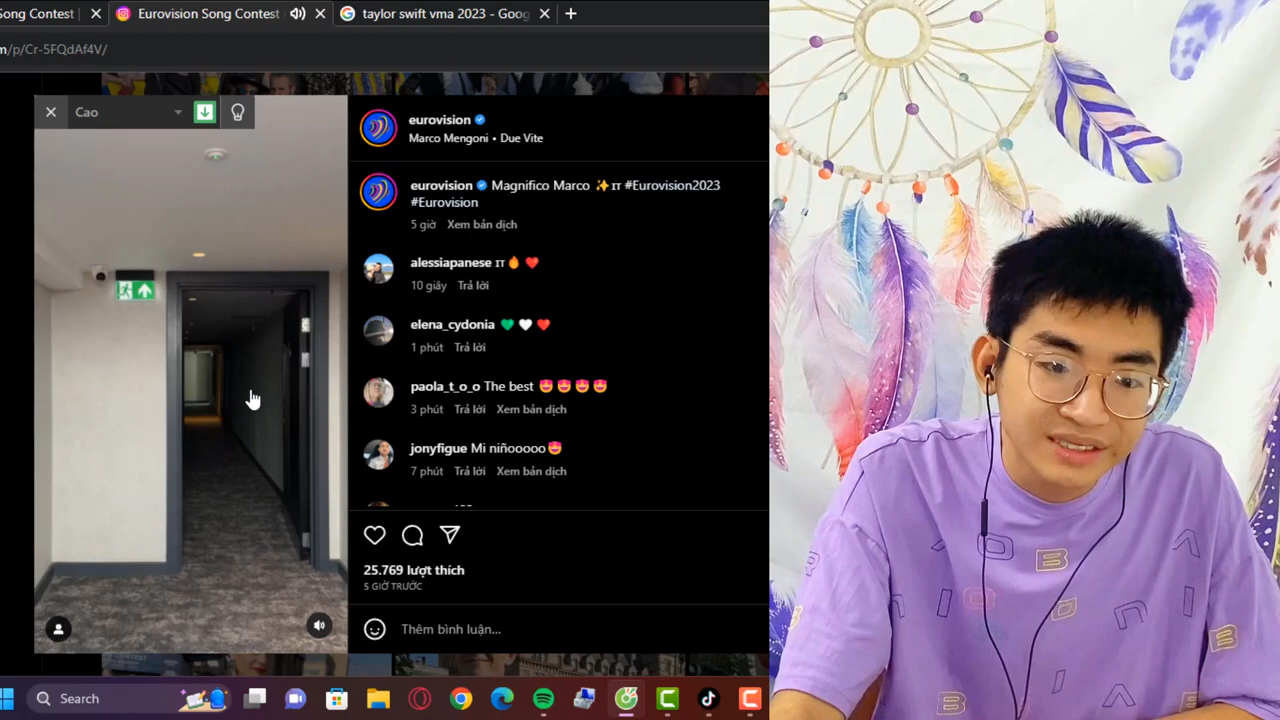 Song Contest
Eurovision Song Contest
taylor swift vma 2023 - Goog
m/p/Cr-5FQdAf4V/
Cao
eurovision
Marco Mengoni • Due Vite
eurovision Magnifico Marco ✨ıт #Eurovision2023
#Eurovision
5 giờ Xem bản dịch
alessiapanese ıт🔥 ❤️
10 giây Trả lời
elena_cydonia 💚 🤍 ❤️
1 phút Trả lời
paola_t_o_o The best 😍 😍 😍 😍
3 phút Trả lời Xem bản dịch
jonyfigue Mi niñooooo😍
7 phút Trả lời Xem bản dịch
25.769 lượt thích
5 GIỜ TRƯỚC
Thêm bình luận...
Search